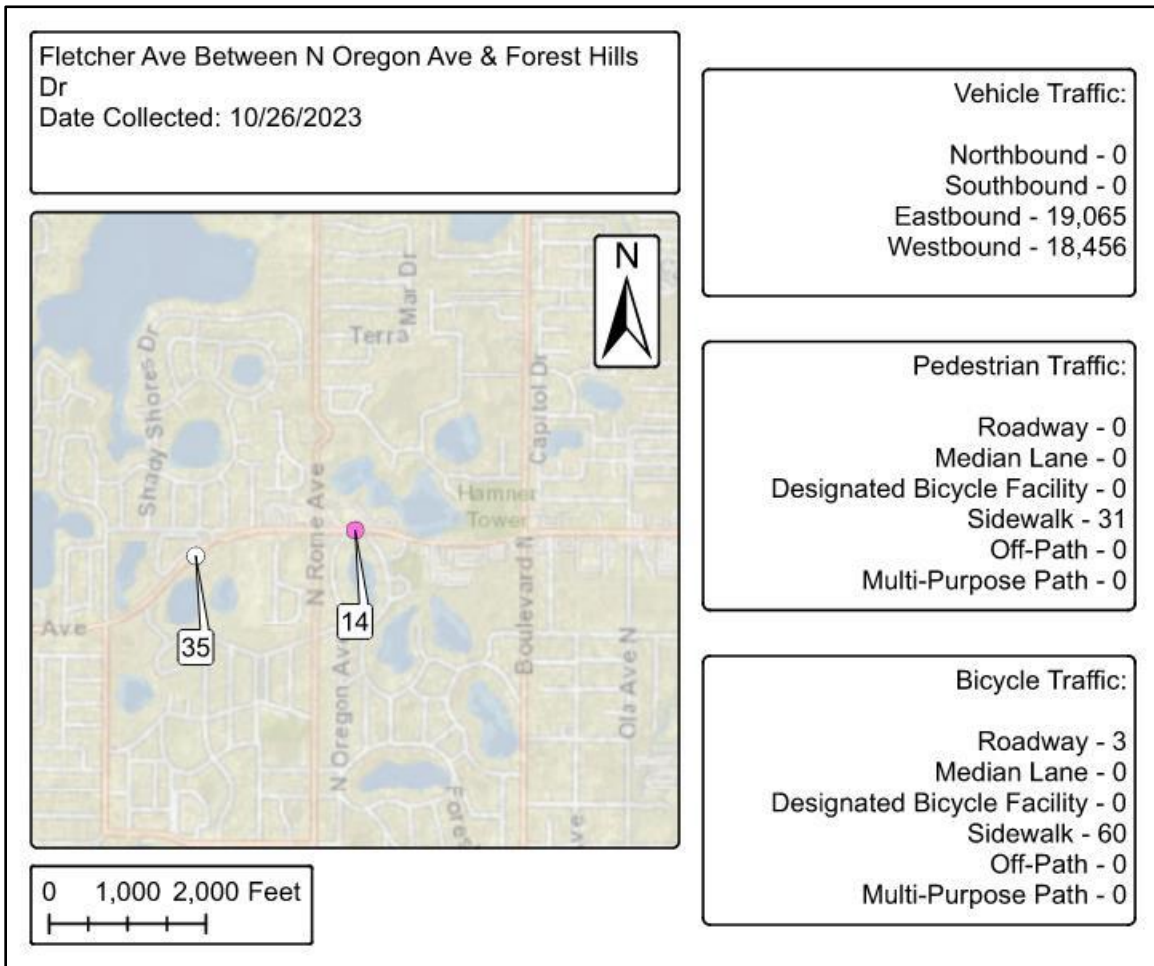 Fletcher Ave Between N Oregon Ave & Forest Hills
Dr
Date Collected: 10/26/2023
Vehicle Traffic:
Northbound - 0
Southbound - 0
Eastbound - 19,065
Westbound - 18,456
Pedestrian Traffic:
Roadway - 0
Median Lane - 0
Designated Bicycle Facility - 0
Sidewalk - 31
Off-Path - 0
Multi-Purpose Path - 0
Bicycle Traffic:
Roadway - 3
Median Lane - 0
Designated Bicycle Facility - 0
Sidewalk - 60
Off-Path - 0
Multi-Purpose Path - 0
N
Mar Dr
Terra
Shady Shores Dr
Capitol Dr
Hamner
Tower
N Rome Ave
Boulevard N
14
35
Ave
N Oregon Ave
Ola Ave N
Fores
Ave.
0 1,000 2,000 Feet